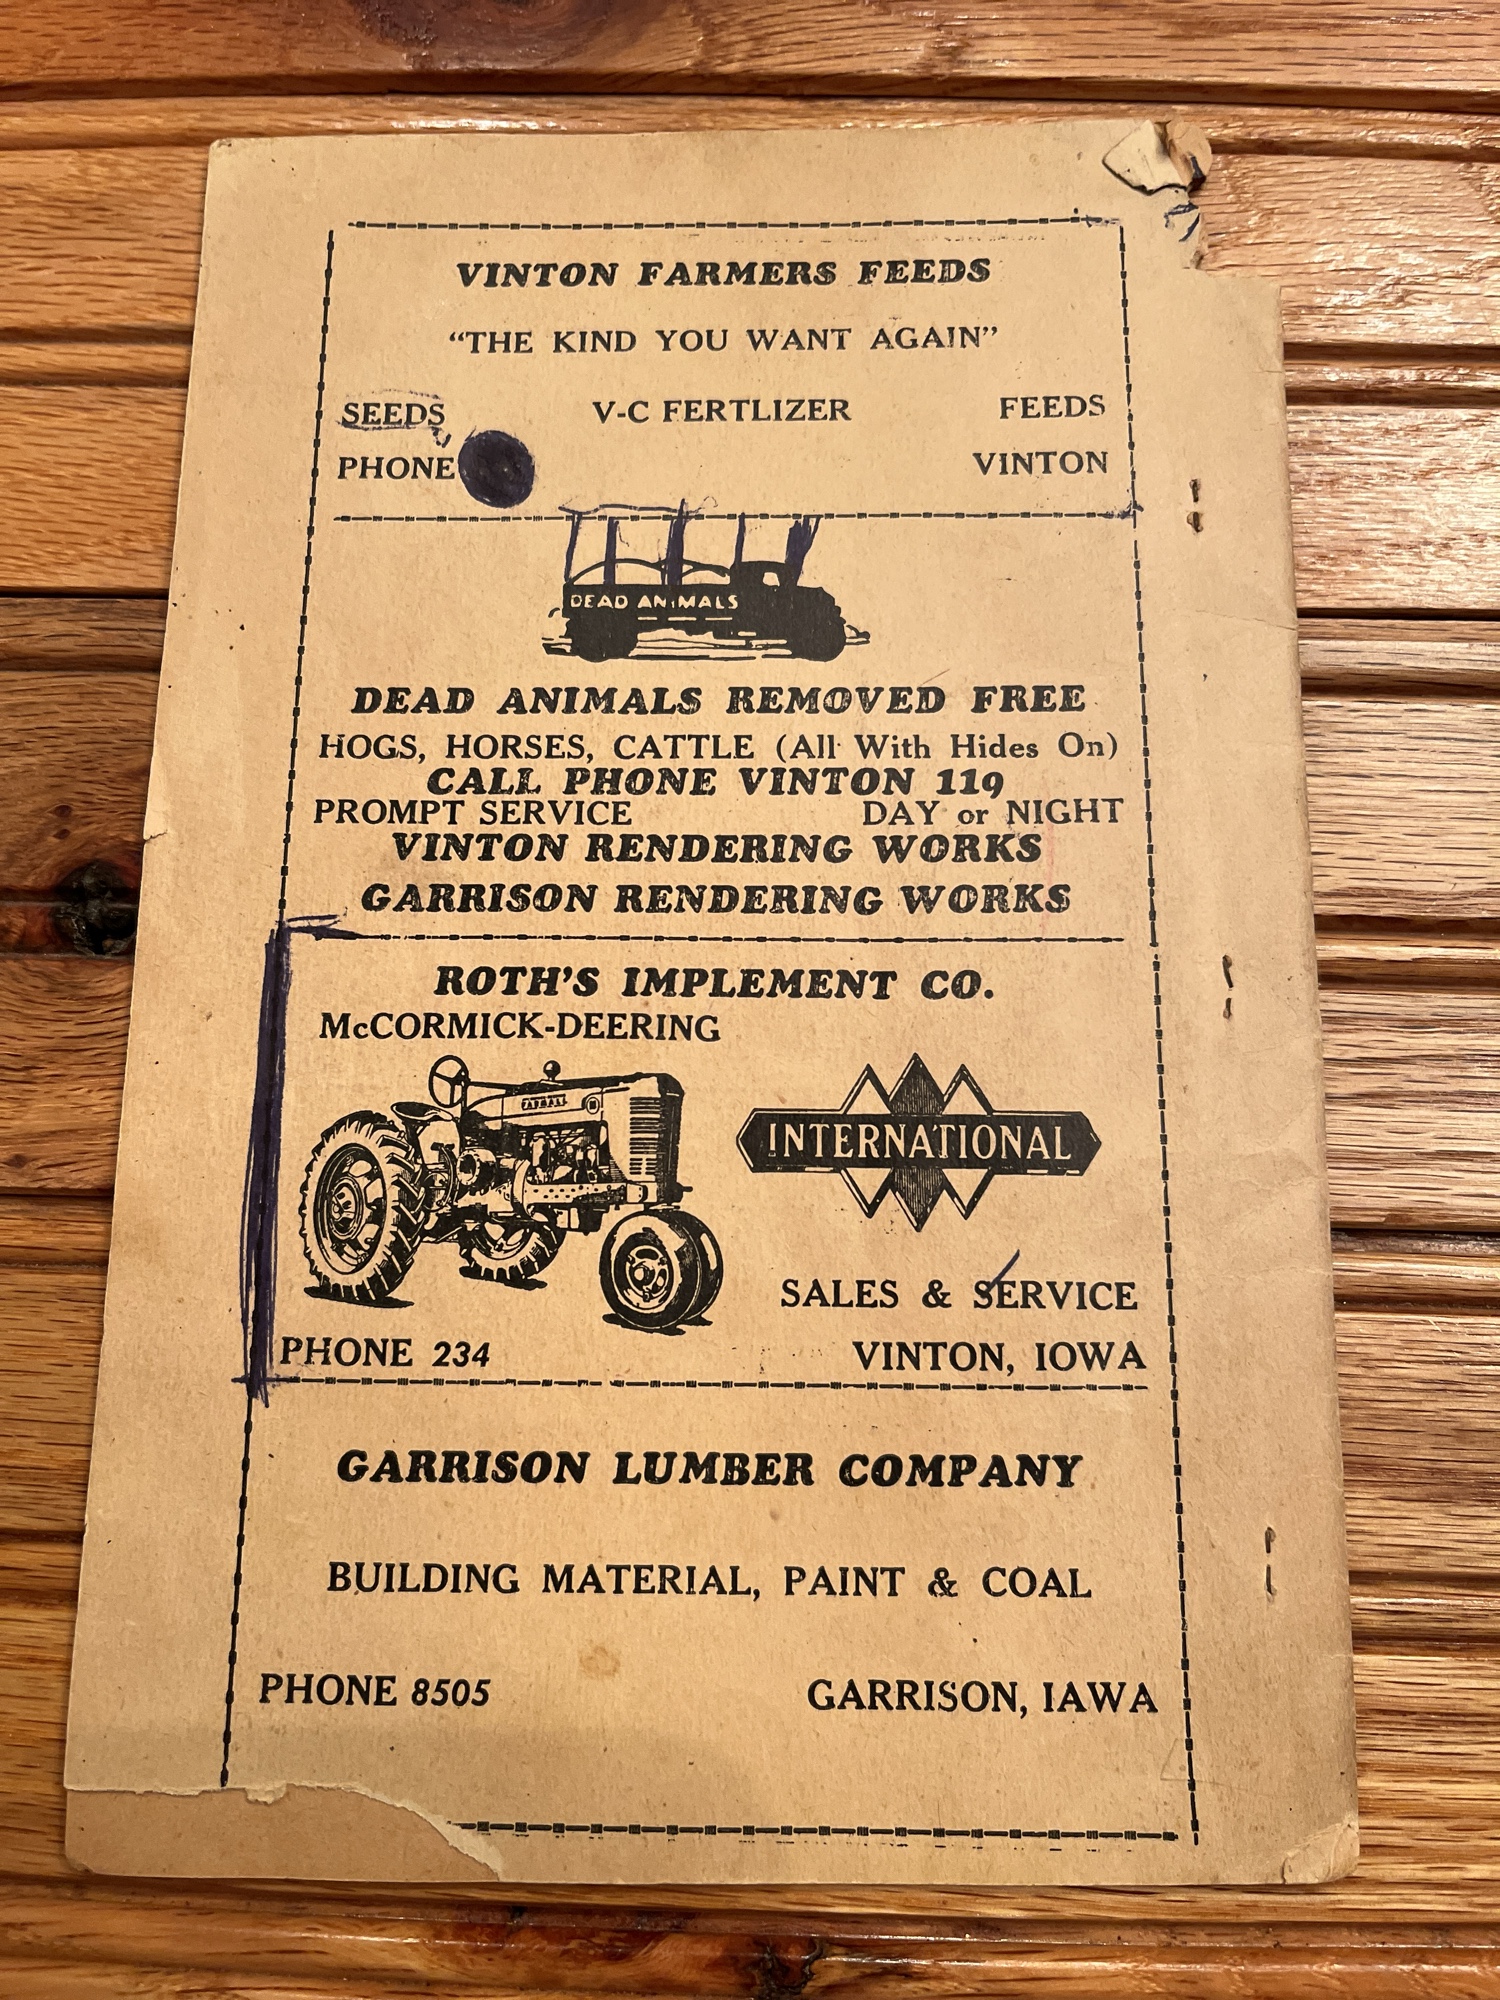 VINTON FARMERS FEEDS
"THE KIND YOU WANT AGAIN"
SEEDS V-C FERTLIZER FEEDS
PHONE VINTON
DEAD ANIMALS
DEAD ANIMALS REMOVED FREE
HOGS, HORSES, CATTLE (All With Hides On)
CALL PHONE VINTON 119
PROMPT SERVICE DAY or NIGHT
VINTON RENDERING WORKS
GARRISON RENDERING WORKS
ROTH'S IMPLEMENT CO.
McCORMICK-DEERING
FARMALL
INTERNATIONAL
SALES & SERVICE
PHONE 234 VINTON, IOWA
GARRISON LUMBER COMPANY
BUILDING MATERIAL, PAINT & COAL
PHONE 8505 GARRISON, IAWA